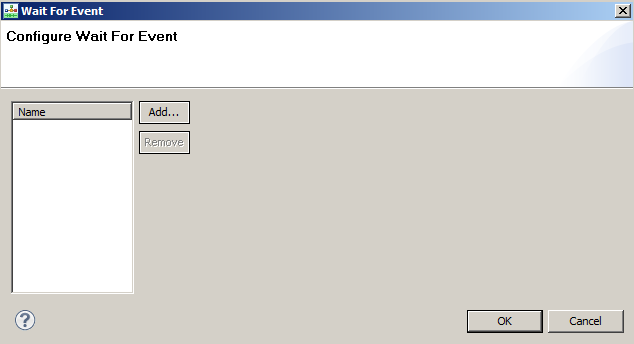 Wait For Event
Configure Wait For Event
Name
Add...
Remove
?
OK
Cancel